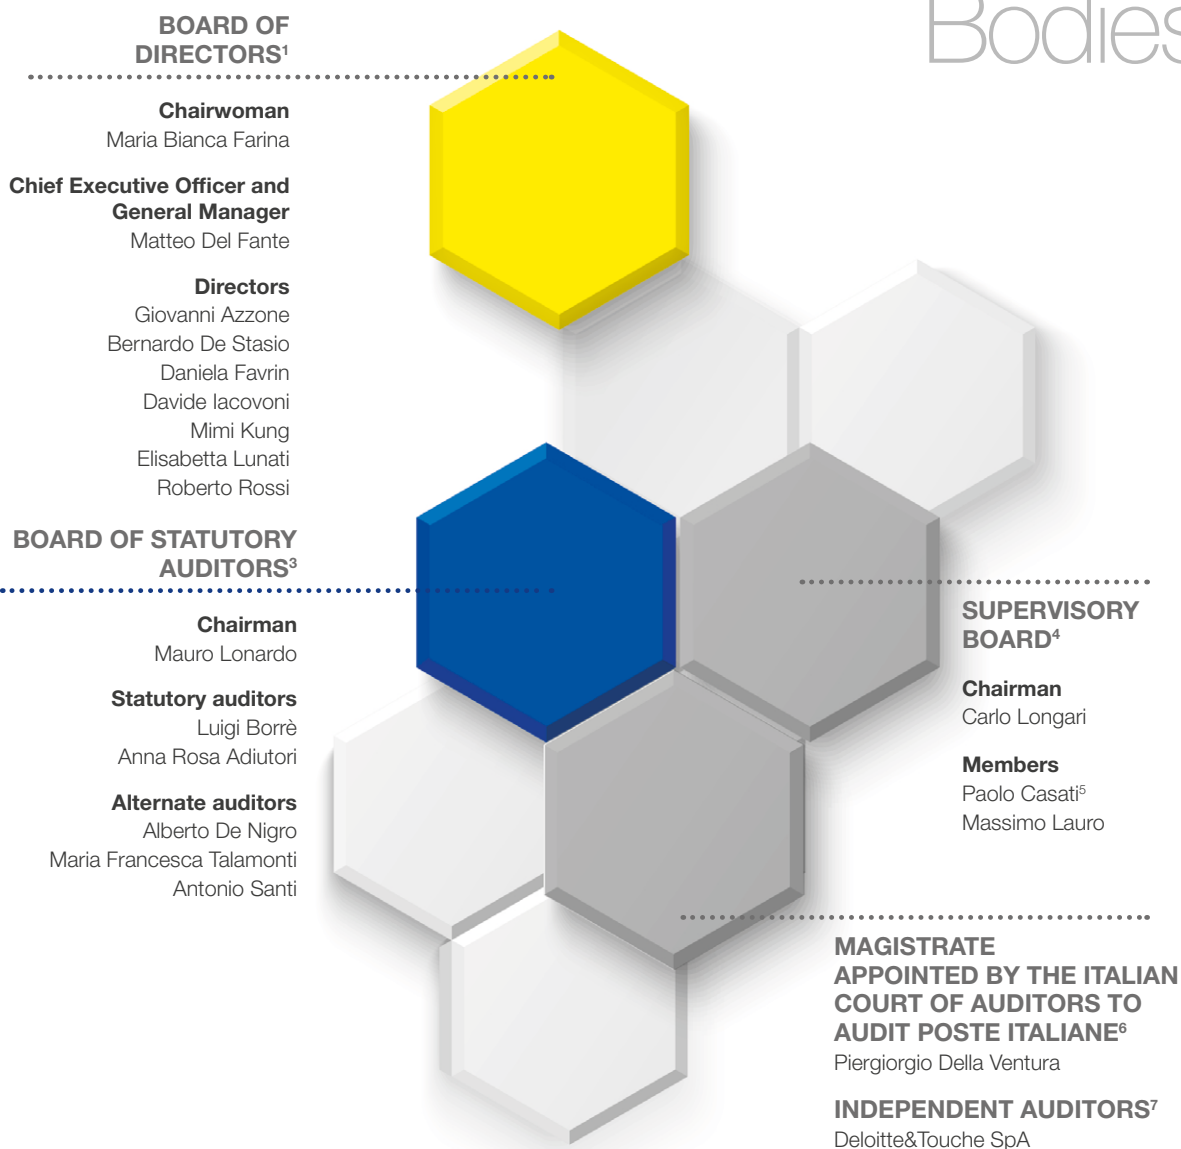 Bodies
BOARD OF
DIRECTORS¹
Chairwoman
Maria Bianca Farina
Chief Executive Officer and
General Manager
Matteo Del Fante
Directors
Giovanni Azzone
Bernardo De Stasio
Daniela Favrin
Davide Iacovoni
Mimi Kung
Elisabetta Lunati
Roberto Rossi
BOARD OF STATUTORY
AUDITORS³
Chairman
Mauro Lonardo
Statutory auditors
Luigi Borrè
Anna Rosa Adiutori
Alternate auditors
Alberto De Nigro
Maria Francesca Talamonti
Antonio Santi
SUPERVISORY
BOARD⁴
Chairman
Carlo Longari
Members
Paolo Casati⁵
Massimo Lauro
MAGISTRATE
APPOINTED BY THE ITALIAN
COURT OF AUDITORS TO
AUDIT POSTE ITALIANE⁶
Piergiorgio Della Ventura
INDEPENDENT AUDITORS⁷
Deloitte&Touche SpA